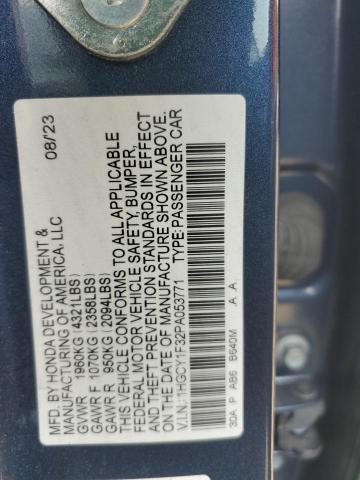 MFD. BY HONDA DEVELOPMENT & 08/23
MANUFACTURING OF AMERICA, LLC
GVWR 1960KG (4321LBS)
GAWR F 1070KG (2358LBS)
GAWR R 950KG (2094LBS)
THIS VEHICLE CONFORMS TO ALL APPLICABLE
FEDERAL MOTOR VEHICLE SAFETY, BUMPER,
AND THEFT PREVENTION STANDARDS IN EFFECT
ON THE DATE OF MANUFACTURE SHOWN ABOVE.
V.I.N.: 1HGCY1F32PA053771 TYPE: PASSENGER CAR
30A P AB6 B640M A A